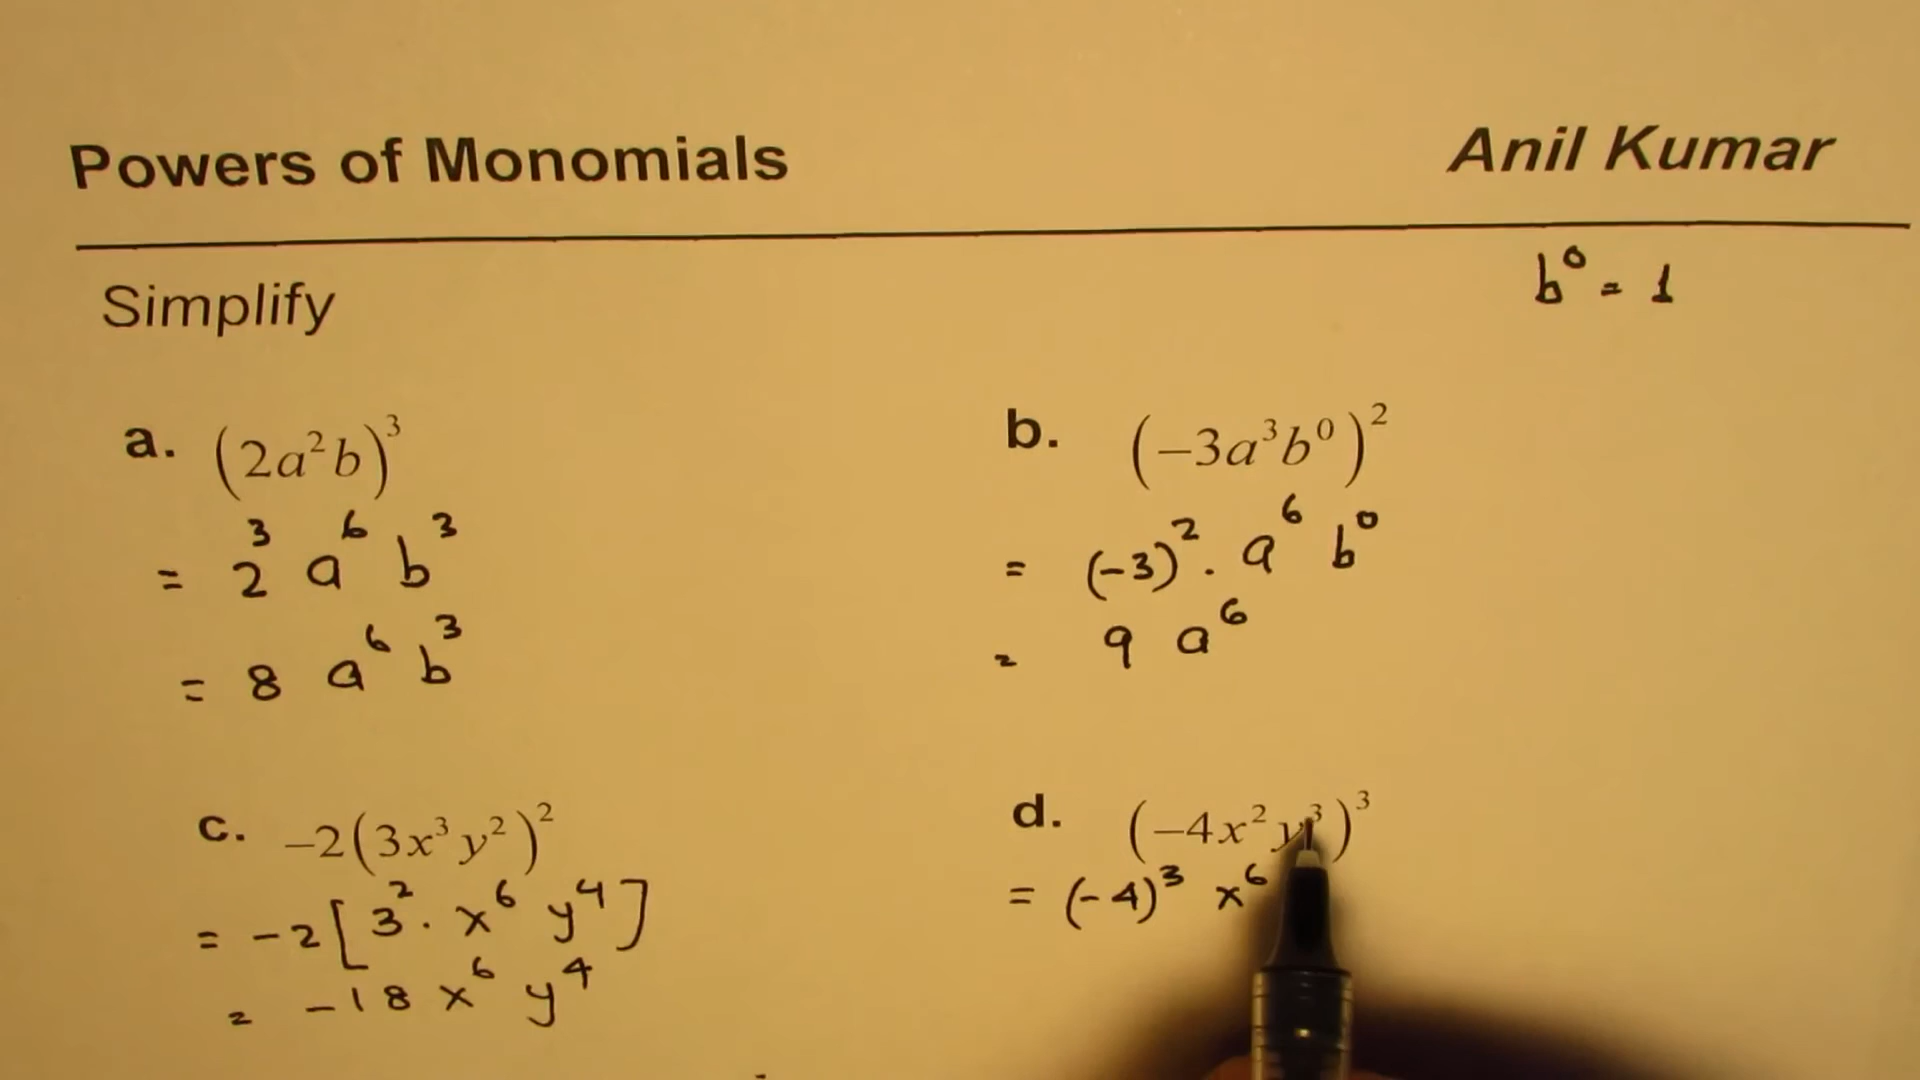 Powers of Monomials
Anil Kumar
Simplify
b⁰ = 1
a. (2a²b)³
= 2³ a⁶ b³
= 8 a⁶ b³
b. (−3a³b⁰)²
= (-3)² . a⁶ b⁰
= 9 a⁶
c. −2(3x³y²)²
= -2[3² . x⁶ y⁴]
= -18 x⁶ y⁴
d. (−4x²y³)³
= (-4)³ x⁶